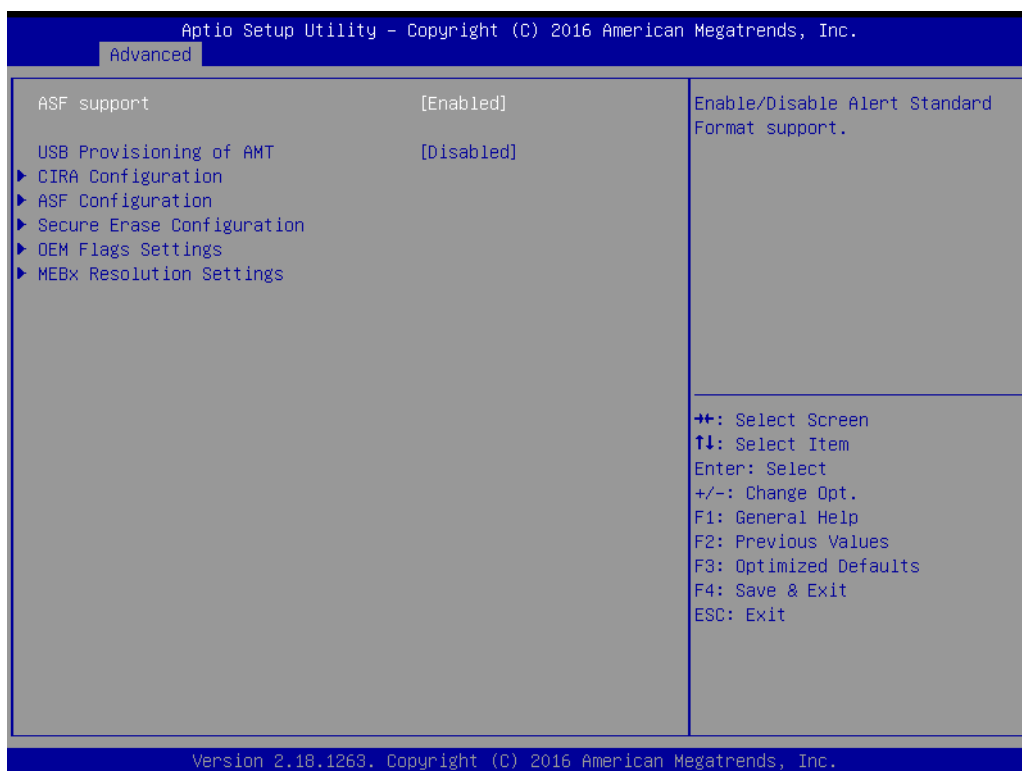 Aptio Setup Utility – Copyright (C) 2016 American Megatrends, Inc.
Advanced
ASF support [Enabled]
USB Provisioning of AMT [Disabled]
▶ CIRA Configuration
▶ ASF Configuration
▶ Secure Erase Configuration
▶ OEM Flags Settings
▶ MEBx Resolution Settings
Enable/Disable Alert Standard
Format support.
→←: Select Screen
↑↓: Select Item
Enter: Select
+/-: Change Opt.
F1: General Help
F2: Previous Values
F3: Optimized Defaults
F4: Save & Exit
ESC: Exit
Version 2.18.1263. Copyright (C) 2016 American Megatrends, Inc.